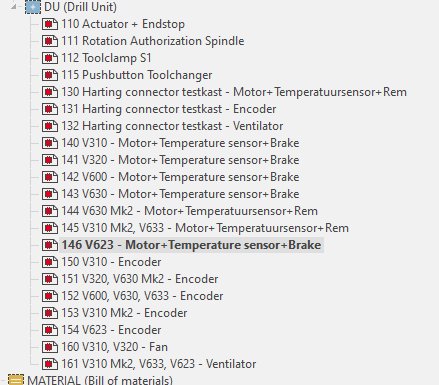 DU (Drill Unit)
110 Actuator + Endstop
111 Rotation Authorization Spindle
112 Toolclamp S1
115 Pushbutton Toolchanger
130 Harting connector testkast - Motor+Temperatuursensor+Rem
131 Harting connector testkast - Encoder
132 Harting connector testkast - Ventilator
140 V310 - Motor+Temperature sensor+Brake
141 V320 - Motor+Temperature sensor+Brake
142 V600 - Motor+Temperature sensor+Brake
143 V630 - Motor+Temperature sensor+Brake
144 V630 Mk2 - Motor+Temperatuursensor+Rem
145 V310 Mk2, V633 - Motor+Temperatuursensor+Rem
146 V623 - Motor+Temperature sensor+Brake
150 V310 - Encoder
151 V320, V630 Mk2 - Encoder
152 V600, V630, V633 - Encoder
153 V310 Mk2 - Encoder
154 V623 - Encoder
160 V310, V320 - Fan
161 V310 Mk2, V633, V623 - Ventilator
MATERIAL (Bill of materials)